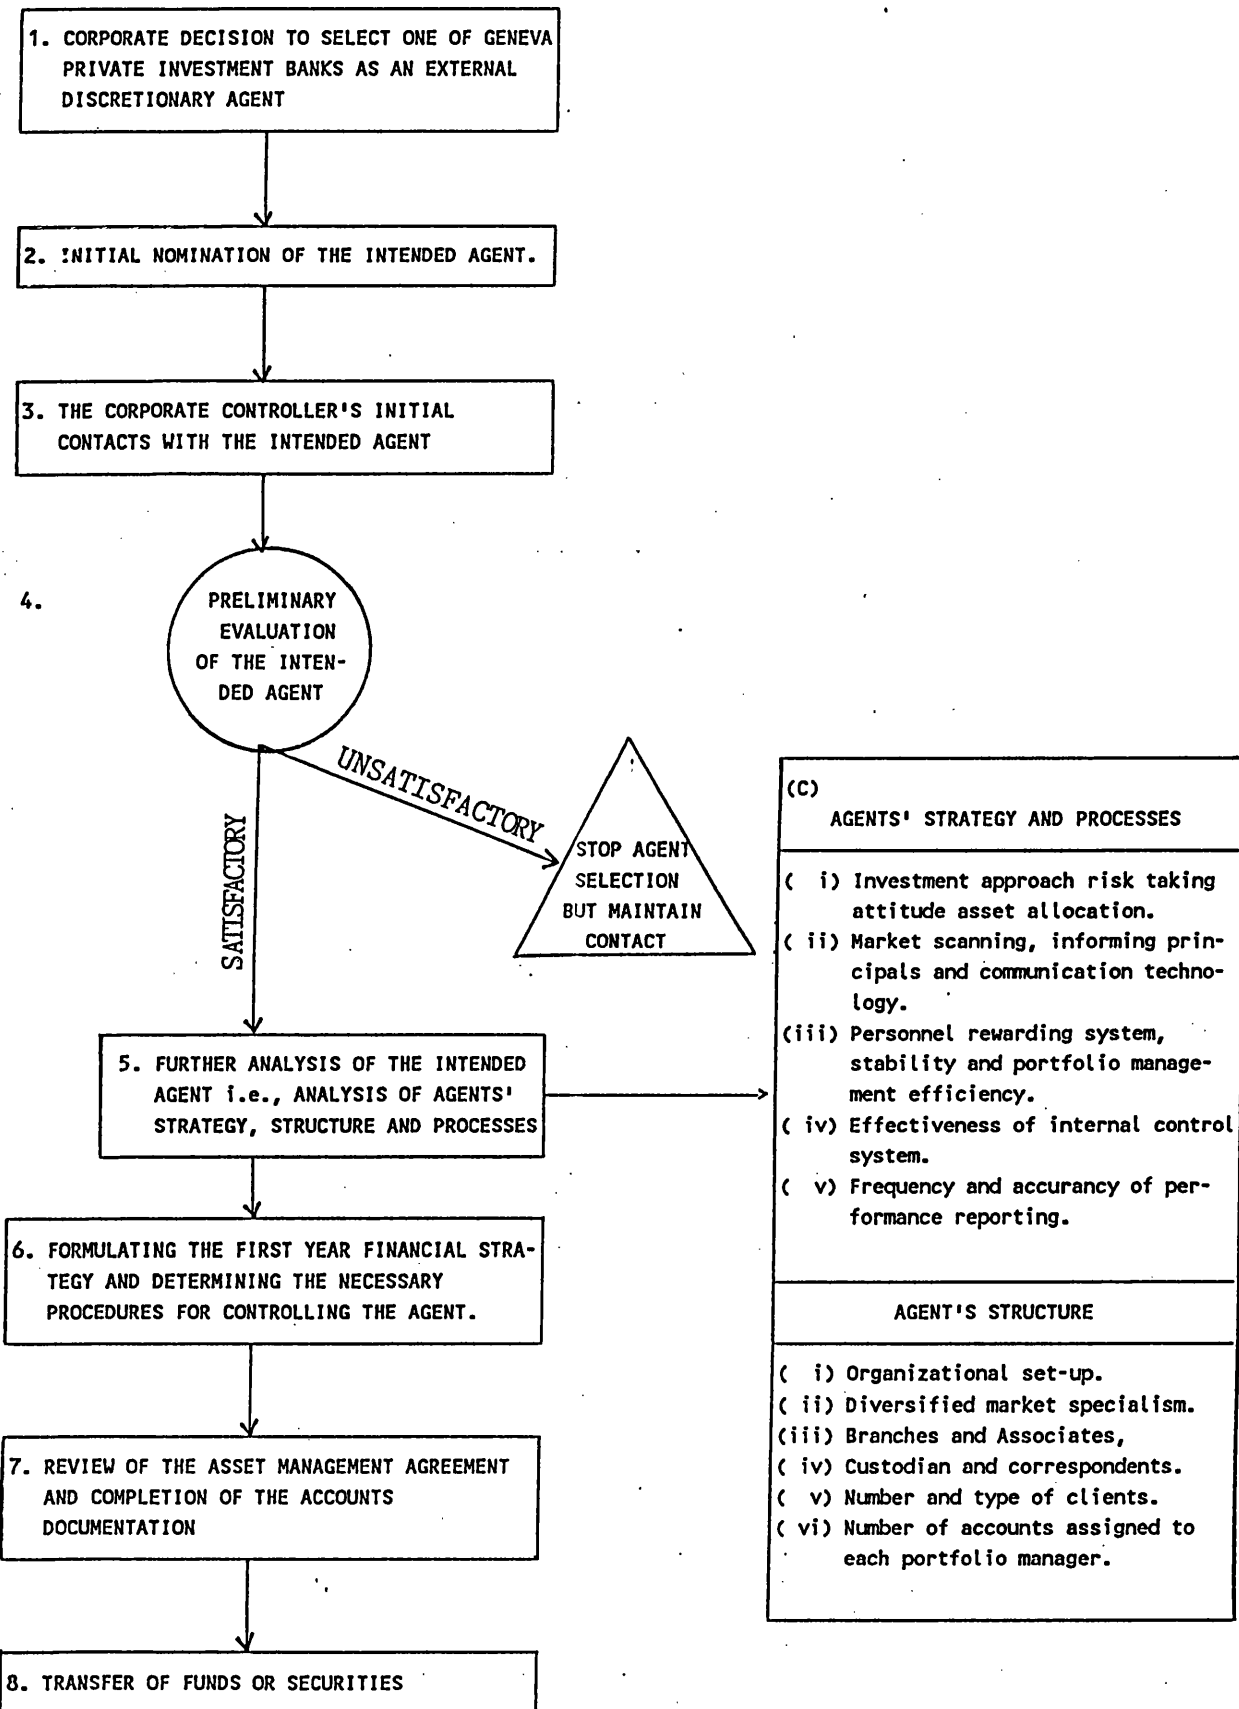 1. CORPORATE DECISION TO SELECT ONE OF GENEVA
PRIVATE INVESTMENT BANKS AS AN EXTERNAL
DISCRETIONARY AGENT
2. INITIAL NOMINATION OF THE INTENDED AGENT.
3. THE CORPORATE CONTROLLER'S INITIAL
CONTACTS WITH THE INTENDED AGENT
4.
PRELIMINARY
EVALUATION
OF THE INTEN-
DED AGENT
UNSATISFACTORY
SATISFACTORY
STOP AGENT
SELECTION
BUT MAINTAIN
CONTACT
5. FURTHER ANALYSIS OF THE INTENDED
AGENT i.e., ANALYSIS OF AGENTS'
STRATEGY, STRUCTURE AND PROCESSES
6. FORMULATING THE FIRST YEAR FINANCIAL STRA-
TEGY AND DETERMINING THE NECESSARY
PROCEDURES FOR CONTROLLING THE AGENT.
7. REVIEW OF THE ASSET MANAGEMENT AGREEMENT
AND COMPLETION OF THE ACCOUNTS
DOCUMENTATION
8. TRANSFER OF FUNDS OR SECURITIES
(C)
AGENTS' STRATEGY AND PROCESSES
( i) Investment approach risk taking
attitude asset allocation.
( ii) Market scanning, informing prin-
cipals and communication techno-
logy.
(iii) Personnel rewarding system,
stability and portfolio manage-
ment efficiency.
( iv) Effectiveness of internal control
system.
( v) Frequency and accurancy of per-
formance reporting.
AGENT'S STRUCTURE
( i) Organizational set-up.
( ii) Diversified market specialism.
(iii) Branches and Associates,
( iv) Custodian and correspondents.
( v) Number and type of clients.
( vi) Number of accounts assigned to
each portfolio manager.